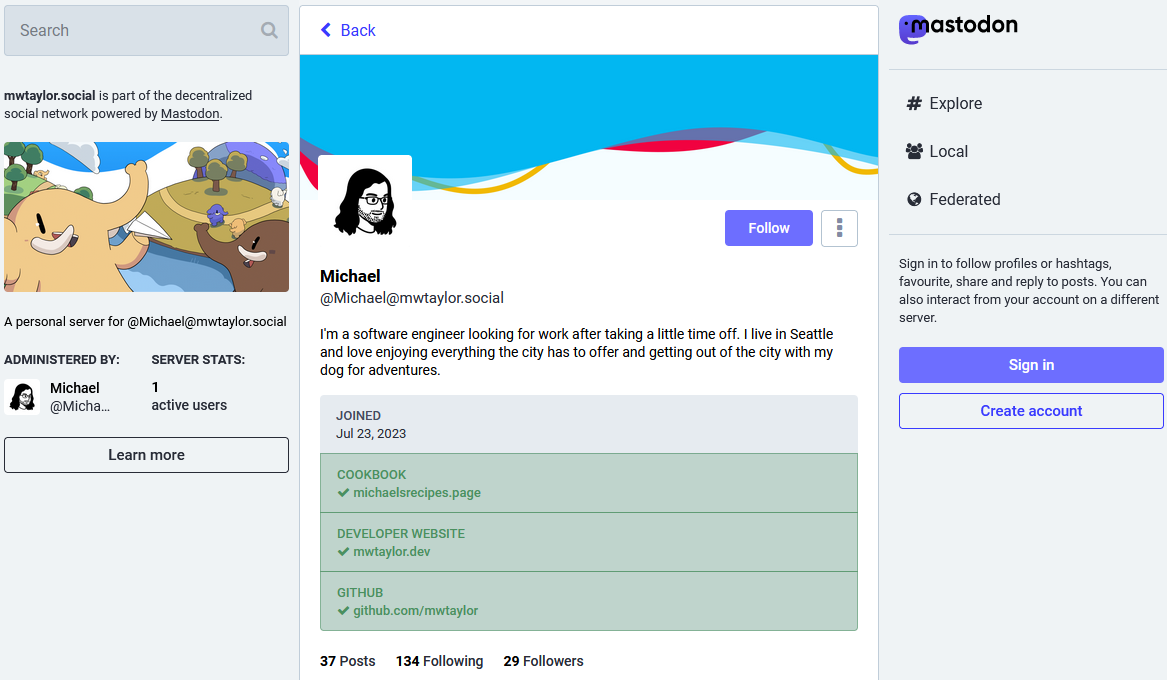 Search
mwtaylor.social is part of the decentralized
social network powered by Mastodon.
A personal server for @Michael@mwtaylor.social
ADMINISTERED BY:
Michael
@Micha...
SERVER STATS:
1
active users
Learn more
Back
Follow
Michael
@Michael@mwtaylor.social
I'm a software engineer looking for work after taking a little time off. I live in Seattle
and love enjoying everything the city has to offer and getting out of the city with my
dog for adventures.
JOINED
Jul 23, 2023
COOKBOOK
michaelsrecipes.page
DEVELOPER WEBSITE
mwtaylor.dev
GITHUB
github.com/mwtaylor
37 Posts 134 Following 29 Followers
mastodon
Explore
Local
Federated
Sign in to follow profiles or hashtags,
favourite, share and reply to posts. You can
also interact from your account on a different
server.
Sign in
Create account